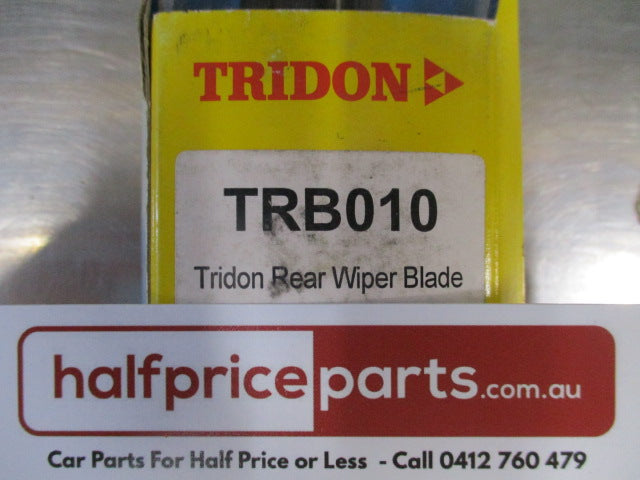 TRIDON
TRB010
Tridon Rear Wiper Blade
halfpriceparts.com.au
Car Parts For Half Price or Less - Call 0412 760 479